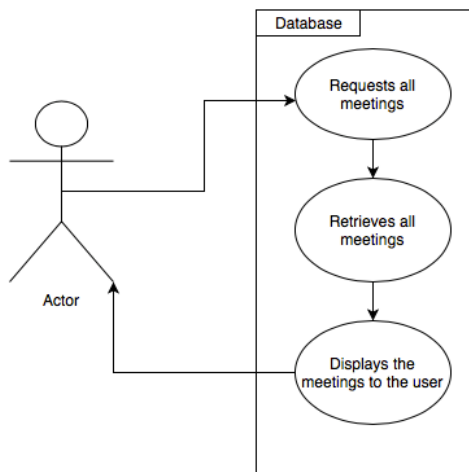 Database
Requests all
meetings
Retrieves all
meetings
Actor
Displays the
meetings to the user